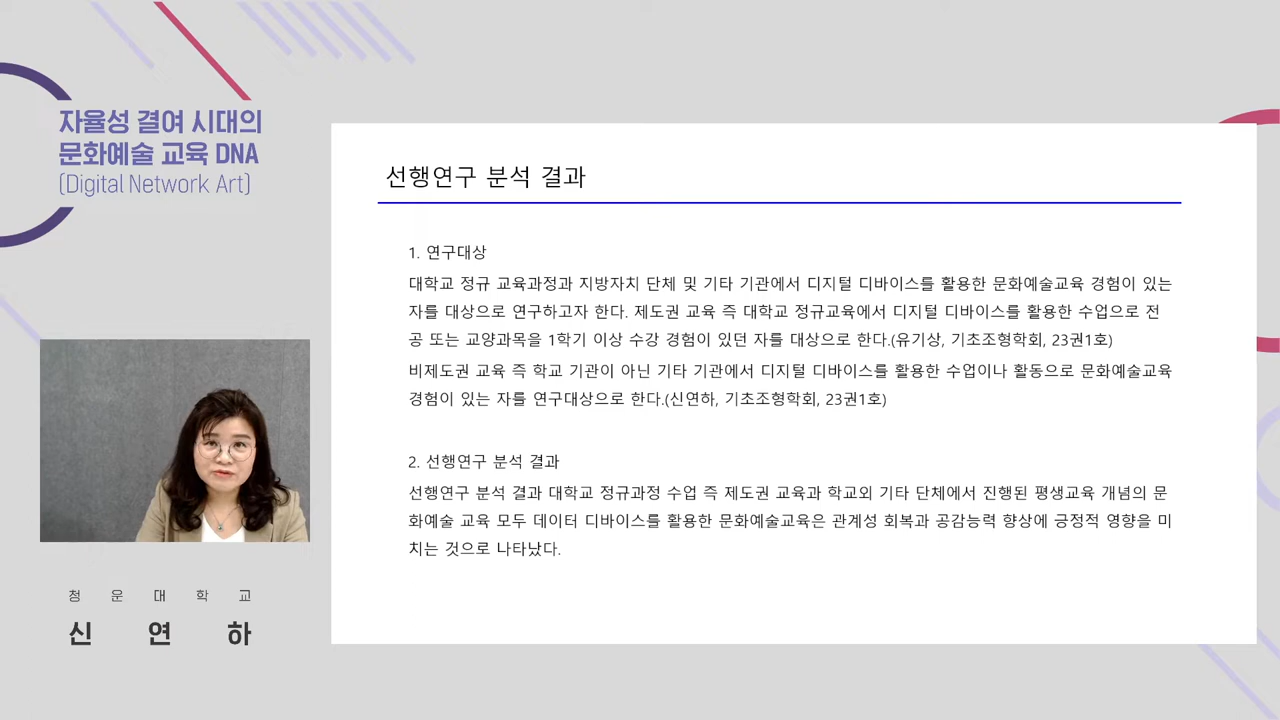 자율성 결여 시대의
문화예술 교육 DNA
(Digital Network Art)
선행연구 분석 결과
1. 연구대상
대학교 정규 교육과정과 지방자치 단체 및 기타 기관에서 디지털 디바이스를 활용한 문화예술교육 경험이 있는
자를 대상으로 연구하고자 한다. 제도권 교육 즉 대학교 정규교육에서 디지털 디바이스를 활용한 수업으로 전
공 또는 교양과목을 1학기 이상 수강 경험이 있던 자를 대상으로 한다.(유기상, 기초조형학회, 23권1호)
비제도권 교육 즉 학교 기관이 아닌 기타 기관에서 디지털 디바이스를 활용한 수업이나 활동으로 문화예술교육
경험이 있는 자를 연구대상으로 한다.(신연하, 기초조형학회, 23권1호)
2. 선행연구 분석 결과
선행연구 분석 결과 대학교 정규과정 수업 즉 제도권 교육과 학교외 기타 단체에서 진행된 평생교육 개념의 문
화예술 교육 모두 데이터 디바이스를 활용한 문화예술교육은 관계성 회복과 공감능력 향상에 긍정적 영향을 미
치는 것으로 나타났다.
청 운 대 학 교
신 연 하